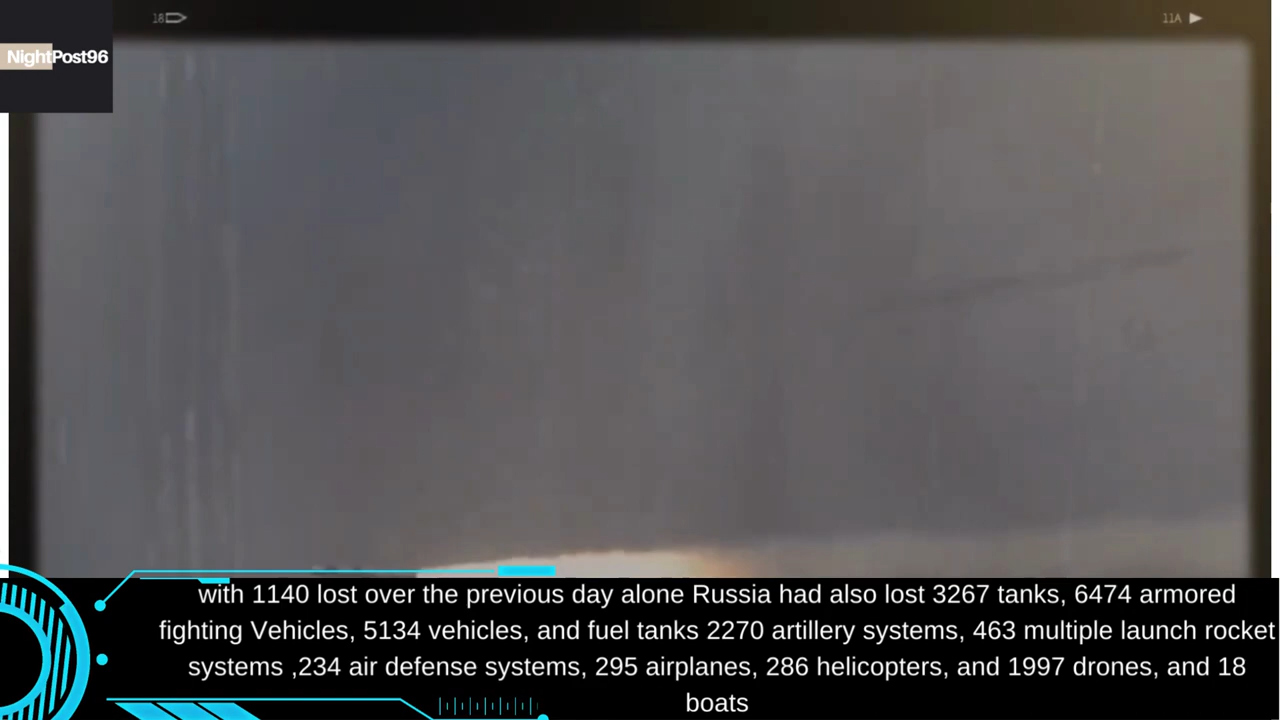 18
11A
NightPost96
with 1140 lost over the previous day alone Russia had also lost 3267 tanks, 6474 armored
fighting Vehicles, 5134 vehicles, and fuel tanks 2270 artillery systems, 463 multiple launch rocket
systems ,234 air defense systems, 295 airplanes, 286 helicopters, and 1997 drones, and 18
boats